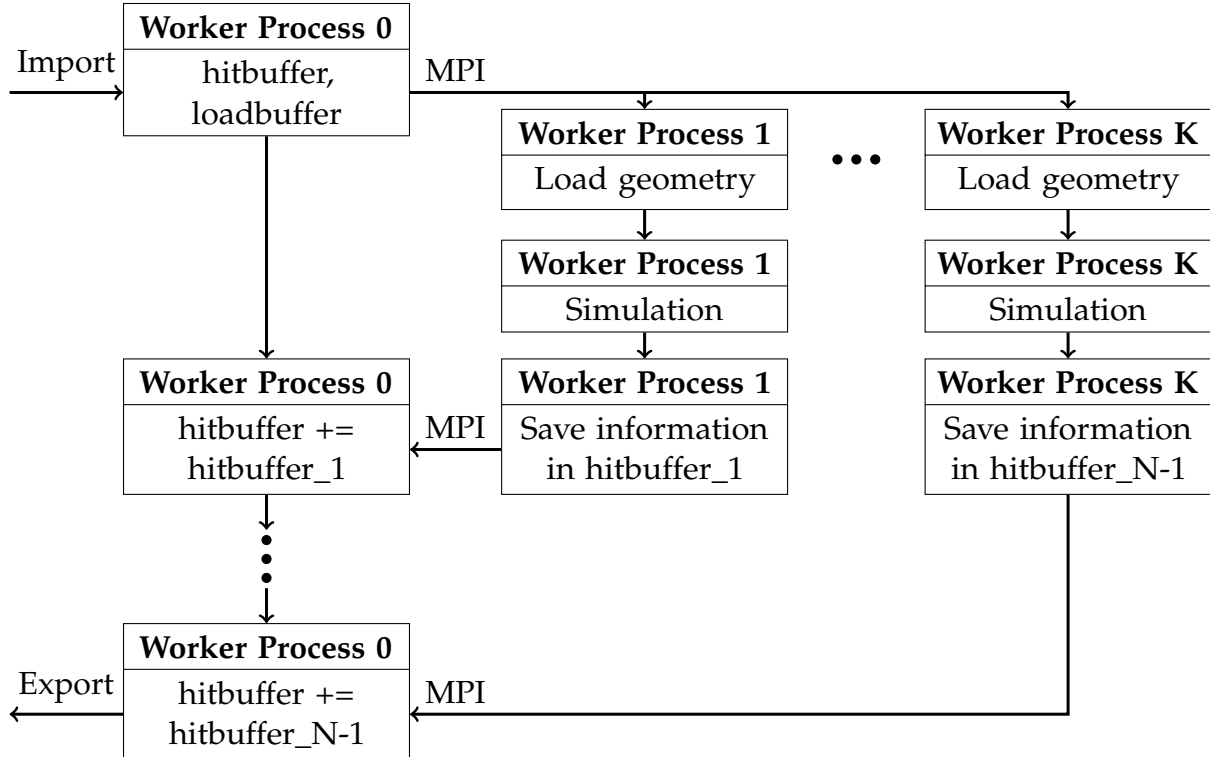 Worker Process 0
Import
hitbuffer,
loadbuffer
MPI
Worker Process 1
Load geometry
Worker Process K
Load geometry
Worker Process 1
Simulation
Worker Process K
Simulation
Worker Process 0
hitbuffer +=
hitbuffer_1
MPI
Worker Process 1
Save information
in hitbuffer_1
Worker Process K
Save information
in hitbuffer_N-1
Worker Process 0
Export
hitbuffer +=
hitbuffer_N-1
MPI